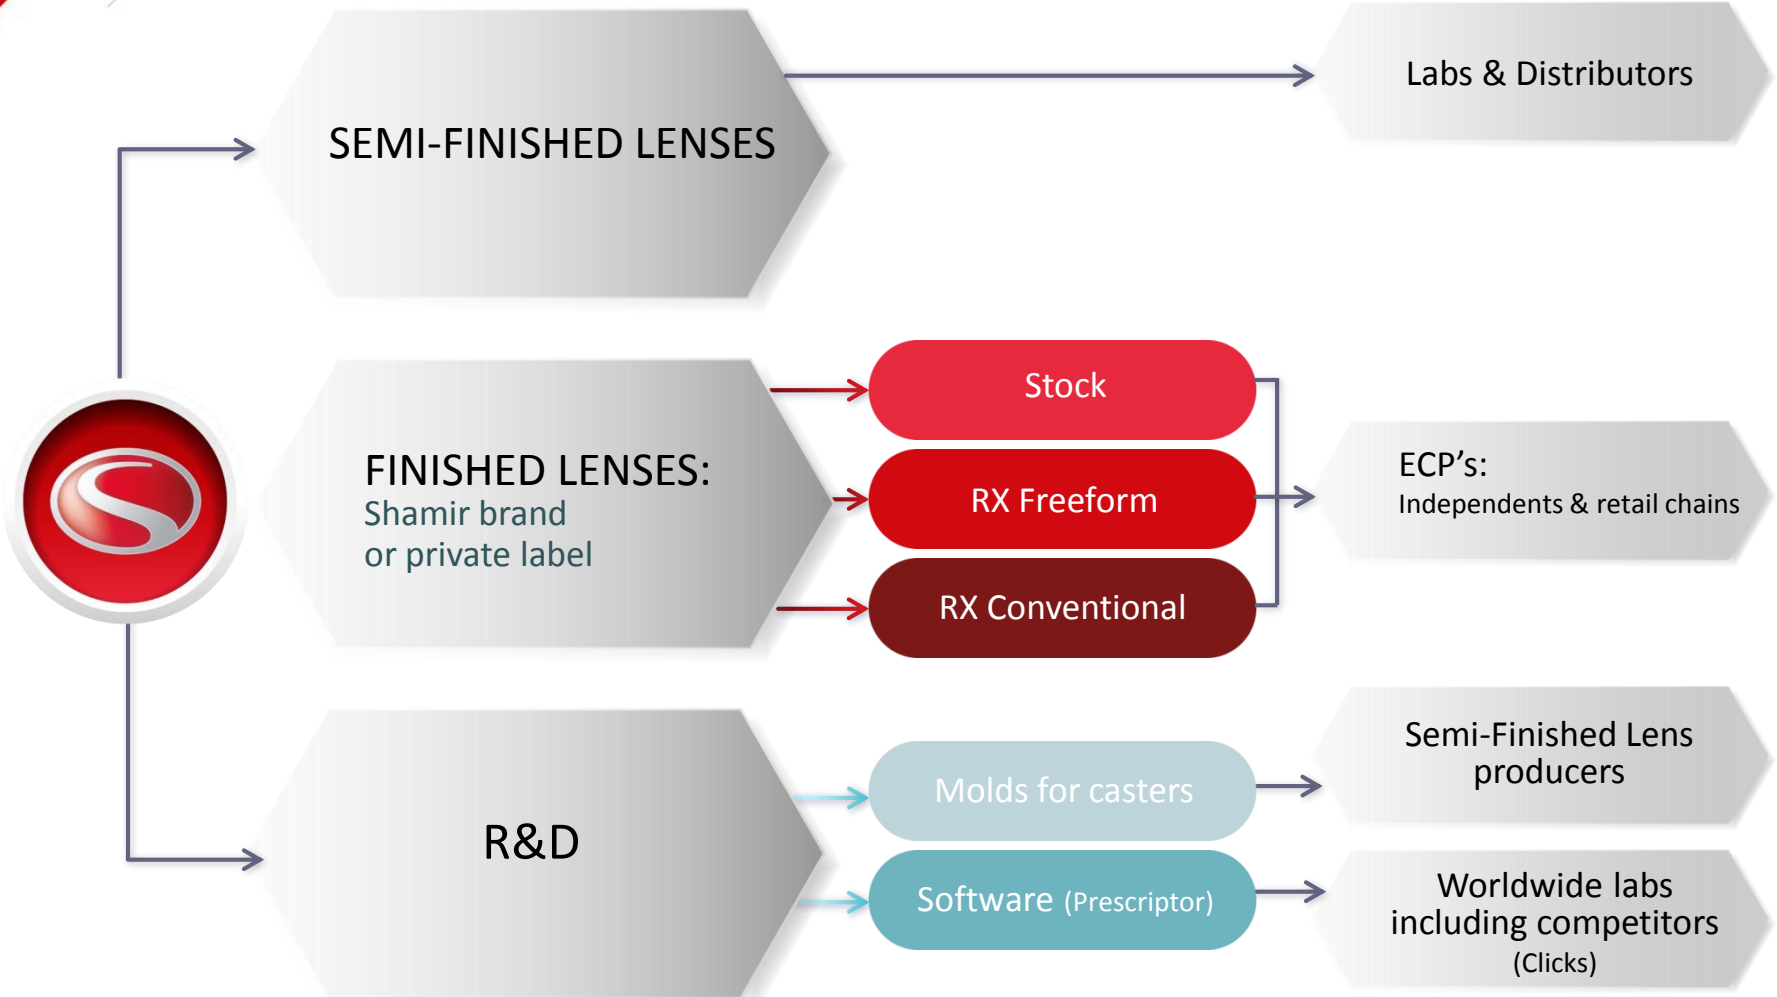 SEMI-FINISHED LENSES
Labs & Distributors
FINISHED LENSES:
Shamir brand
or private label
Stock
RX Freeform
RX Conventional
ECP’s:
Independents & retail chains
R&D
Molds for casters
Software (Prescriptor)
Semi-Finished Lens
producers
Worldwide labs
including competitors
(Clicks)